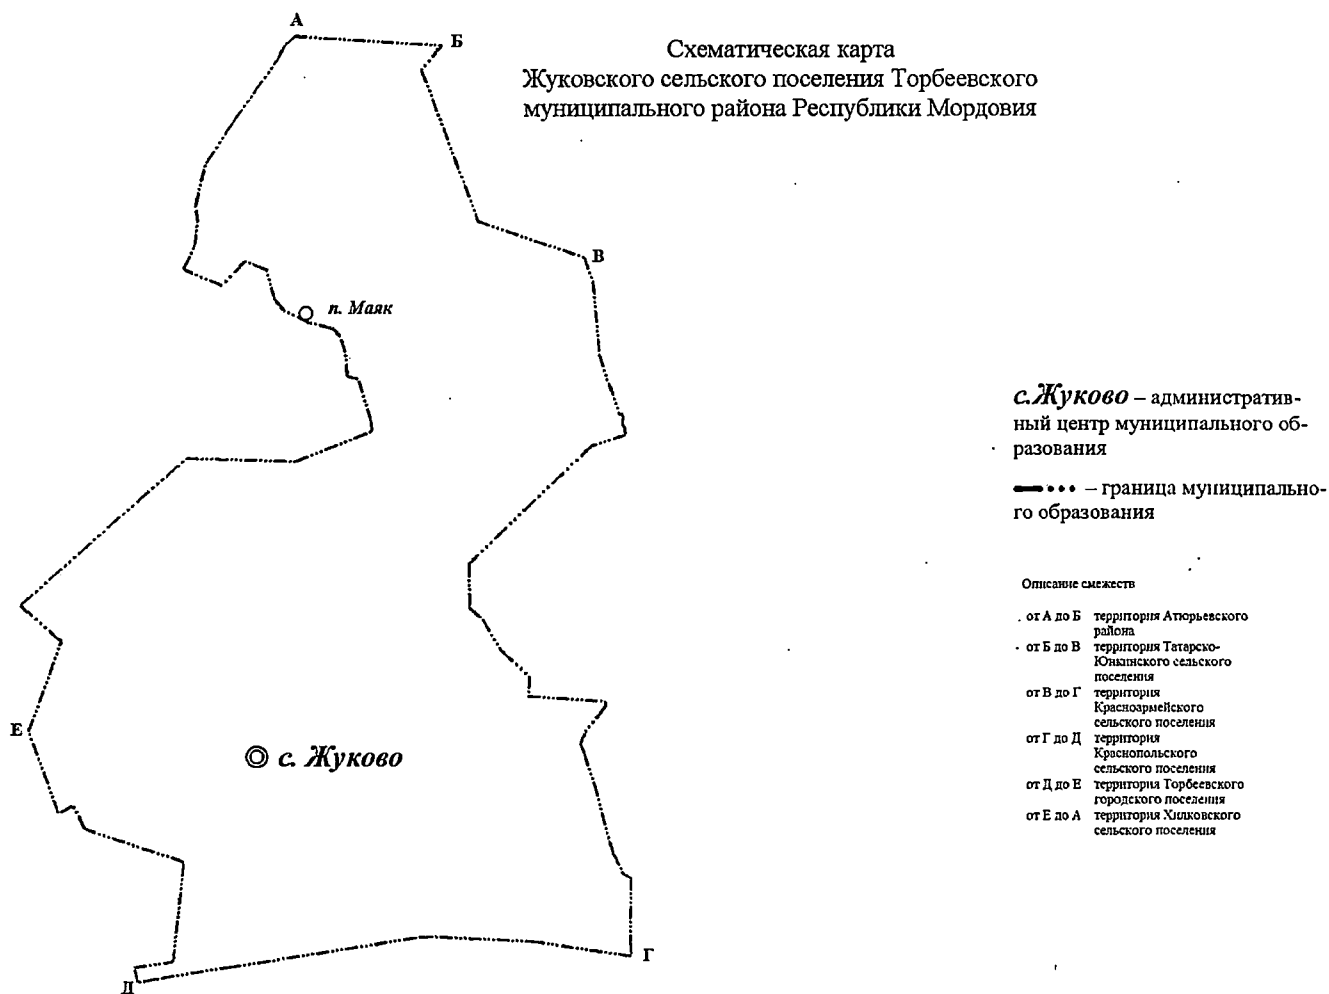 Схематическая карта
Жуковского сельского поселения Торбеевского
муниципального района Республики Мордовия
А
Б
В
п. Маяк
Е
с. Жуково
Г
Д
с.Жуково – административ-
ный центр муниципального об-
разования
– граница муниципально-
го образования
Описание смежеств
от А до Б территория Атюрьевского
района
от Б до В территория Татарско-
Юнкинского сельского
поселения
от В до Г территория
Красноармейского
сельского поселения
от Г до Д территория
Краснопольского
сельского поселения
от Д до Е территория Торбеевского
городского поселения
от Е до А территория Хилковского
сельского поселения